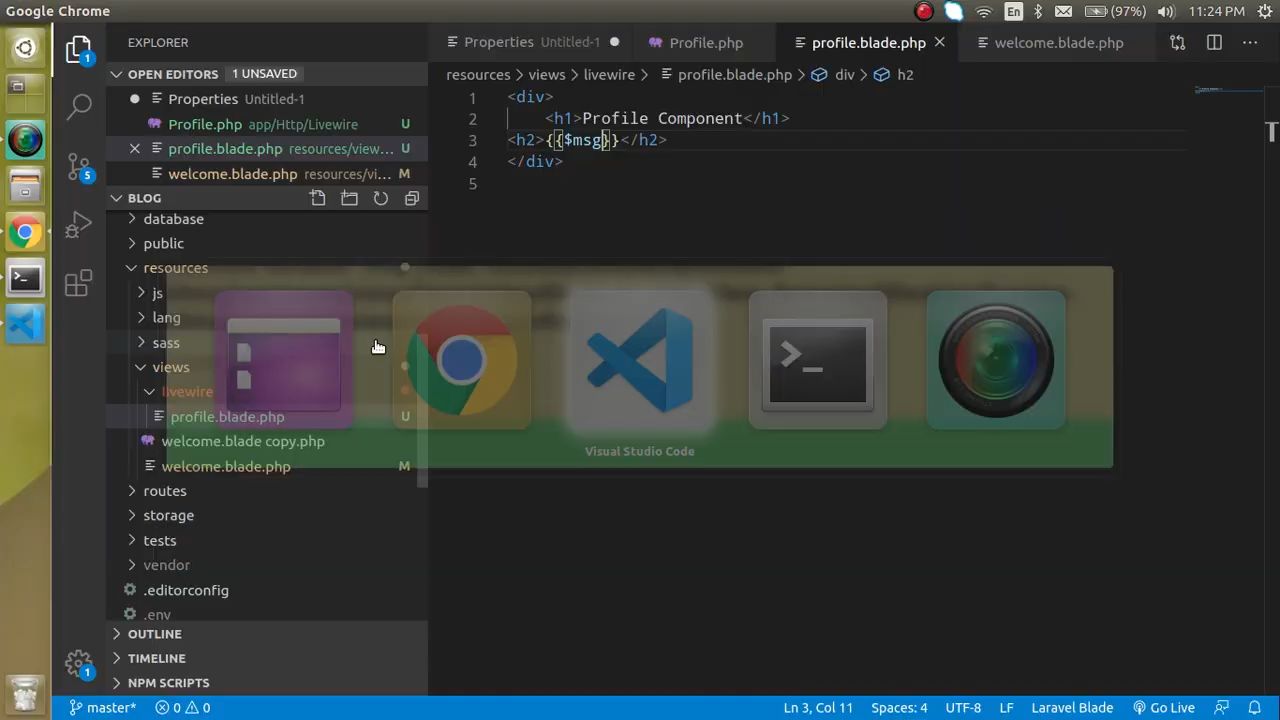 Google Chrome
En
(97%)
11:24 PM
EXPLORER
OPEN EDITORS 1 UNSAVED
Properties Untitled-1
Profile.php app/Http/Livewire U
profile.blade.php resources/view... U
welcome.blade.php resources/vi... M
BLOG
database
public
resources
js
lang
sass
views
livewire
profile.blade.php U
welcome.blade copy.php
welcome.blade.php M
routes
storage
tests
vendor
.editorconfig
.env
OUTLINE
TIMELINE
NPM SCRIPTS
1
5
1
Properties Untitled-1
Profile.php
profile.blade.php
welcome.blade.php
resources > views > livewire > profile.blade.php > div > h2
1 <div>
2 <h1>Profile Component</h1>
3 <h2>{{$msg}}</h2>
4 </div>
5
Visual Studio Code
master*
0 0
Ln 3, Col 11
Spaces: 4
UTF-8
LF
Laravel Blade
Go Live